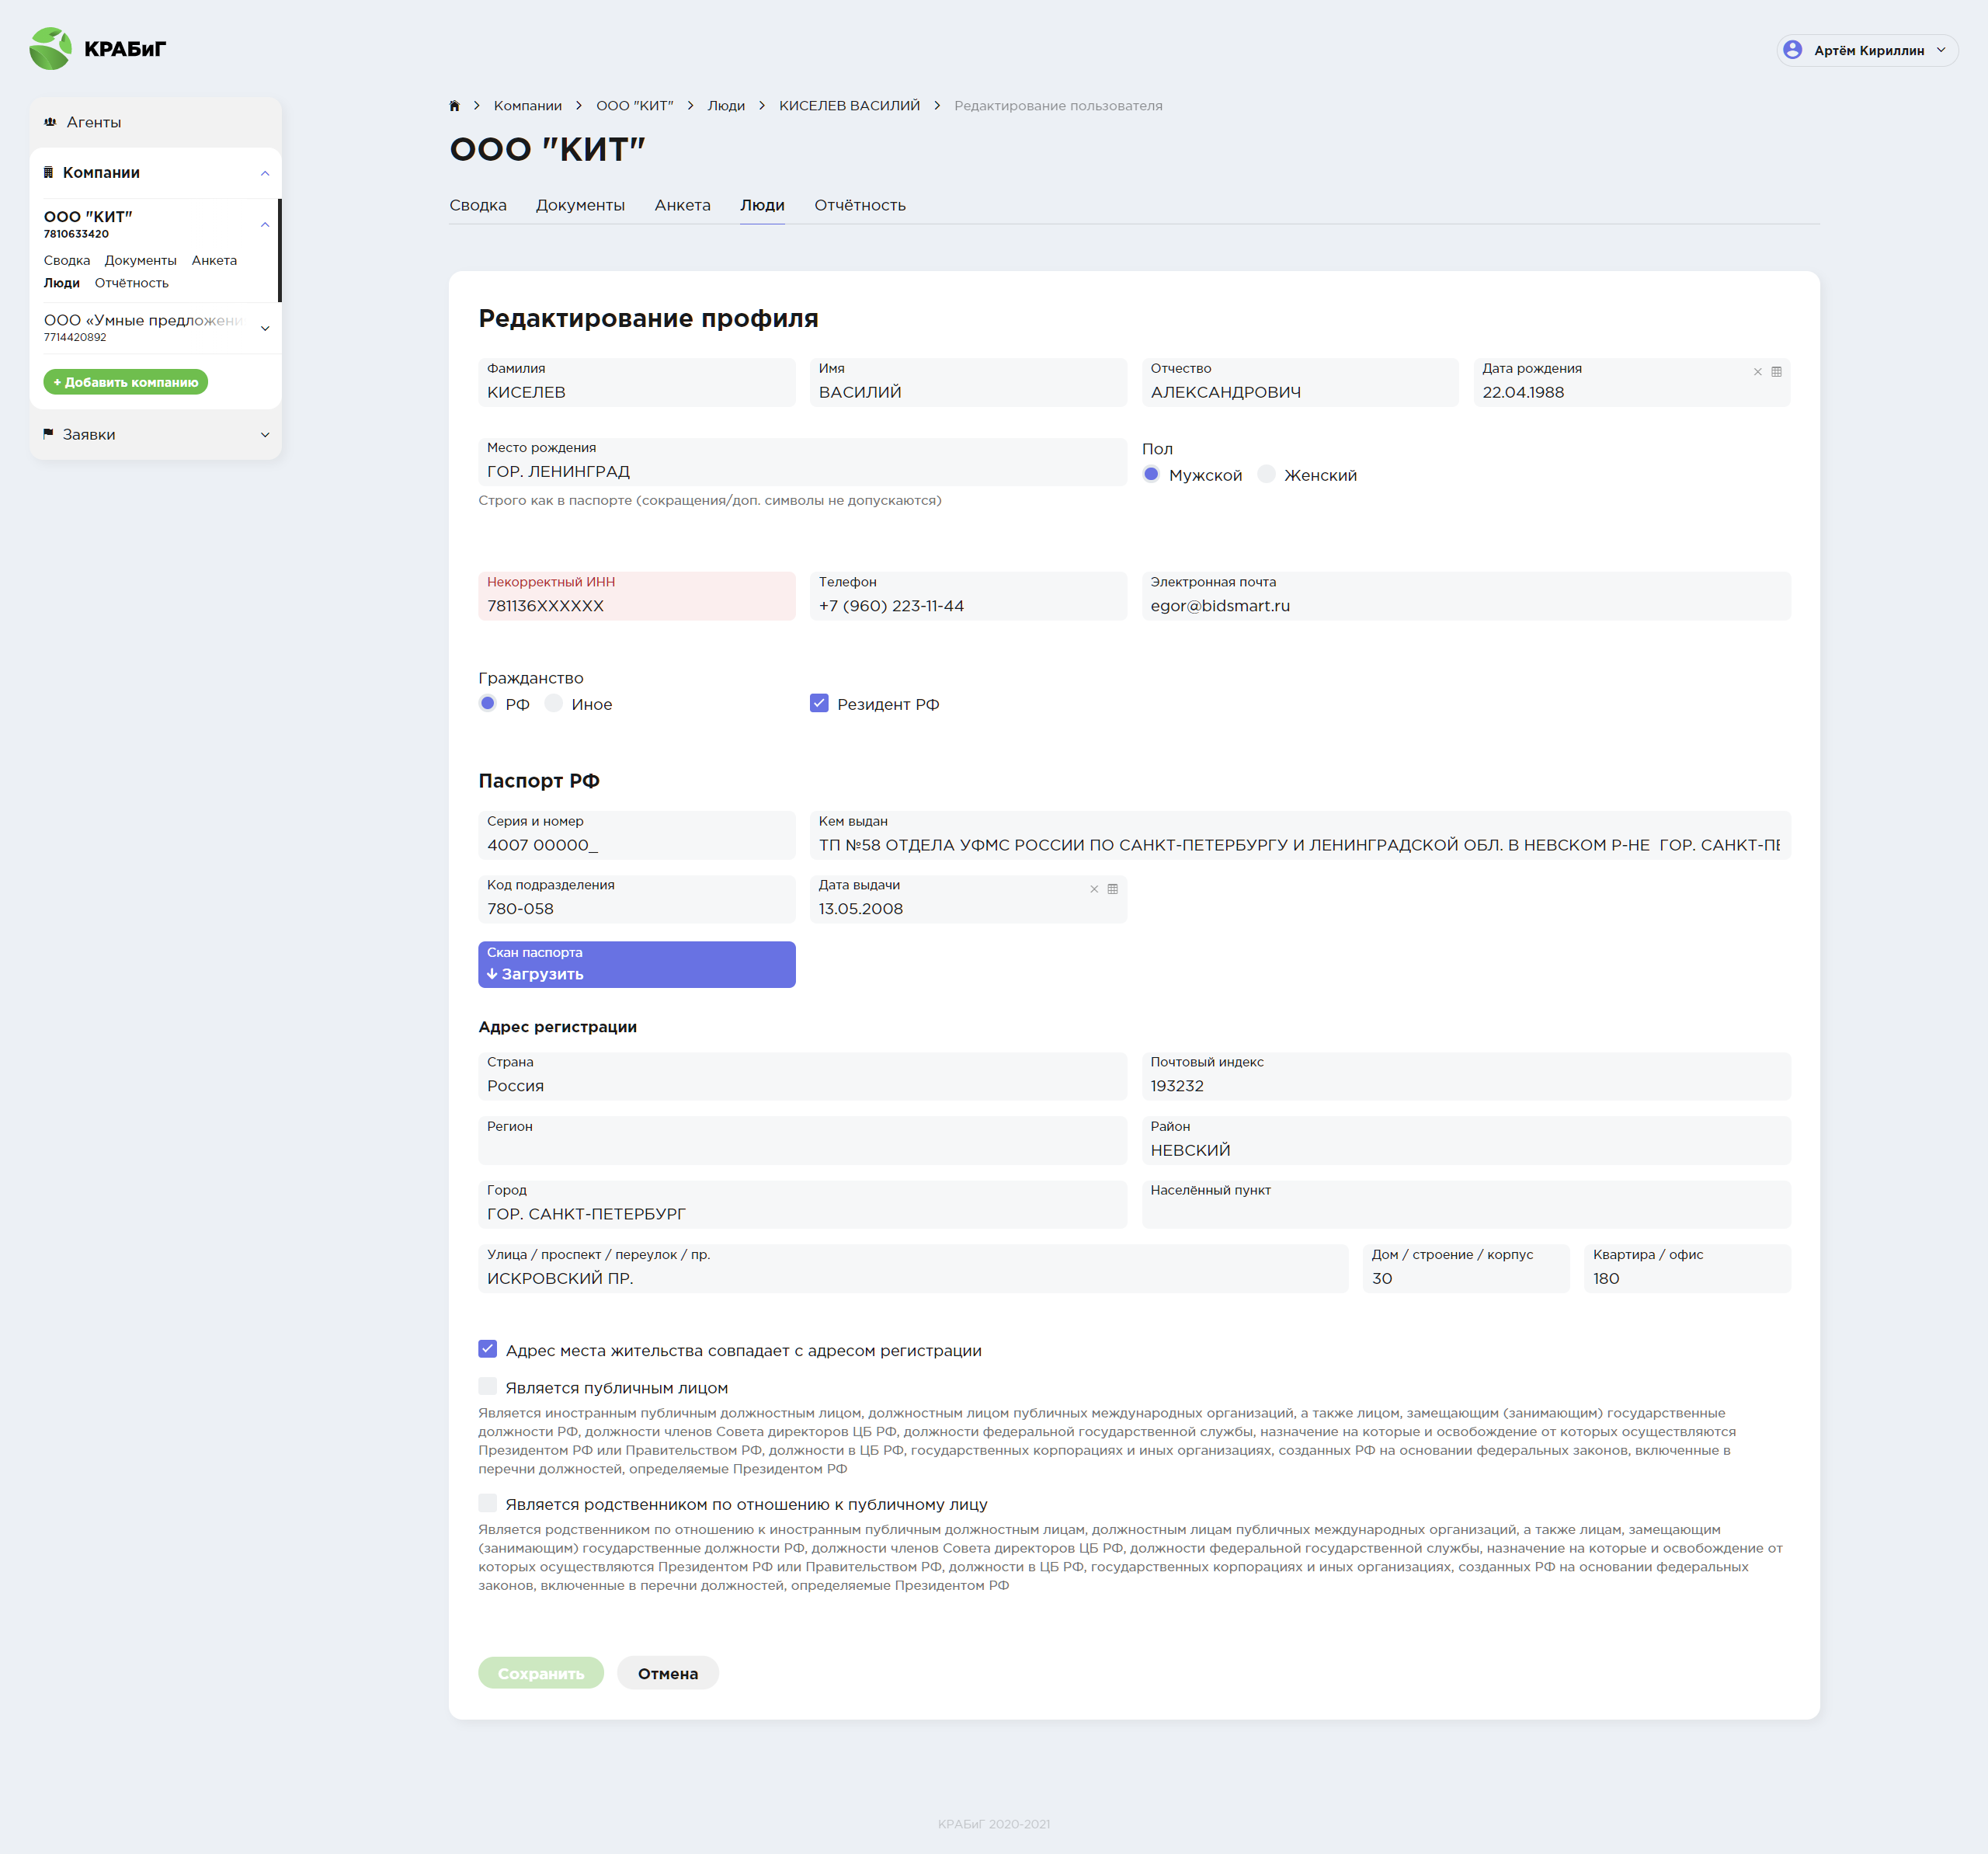 КРАБиГ
Артём Кириллин
Агенты
Компании
ООО "КИТ"
7810633420
Сводка Документы Анкета
Люди Отчётность
ООО «Умные предложени
7714420892
+ Добавить компанию
Заявки
Компании ООО "КИТ" Люди КИСЕЛЕВ ВАСИЛИЙ Редактирование пользователя
ООО "КИТ"
Сводка Документы Анкета Люди Отчётность
Редактирование профиля
Фамилия Имя Отчество Дата рождения
КИСЕЛЕВ ВАСИЛИЙ АЛЕКСАНДРОВИЧ 22.04.1988
Место рождения Пол
ГОР. ЛЕНИНГРАД Мужской Женский
Строго как в паспорте (сокращения/доп. символы не допускаются)
Некорректный ИНН Телефон Электронная почта
781136XXXXXX +7 (960) 223-11-44 egor@bidsmart.ru
Гражданство
РФ Иное Резидент РФ
Паспорт РФ
Серия и номер Кем выдан
4007 00000_ ТП №58 ОТДЕЛА УФМС РОССИИ ПО САНКТ-ПЕТЕРБУРГУ И ЛЕНИНГРАДСКОЙ ОБЛ. В НЕВСКОМ Р-НЕ ГОР. САНКТ-ПЕ
Код подразделения Дата выдачи
780-058 13.05.2008
Скан паспорта
Загрузить
Адрес регистрации
Страна Почтовый индекс
Россия 193232
Регион Район
НЕВСКИЙ
Город Населённый пункт
ГОР. САНКТ-ПЕТЕРБУРГ
Улица / проспект / переулок / пр. Дом / строение / корпус Квартира / офис
ИСКРОВСКИЙ ПР. 30 180
Адрес места жительства совпадает с адресом регистрации
Является публичным лицом
Является иностранным публичным должностным лицом, должностным лицом публичных международных организаций, а также лицом, замещающим (занимающим) государственные
должности РФ, должности членов Совета директоров ЦБ РФ, должности федеральной государственной службы, назначение на которые и освобождение от которых осуществляются
Президентом РФ или Правительством РФ, должности в ЦБ РФ, государственных корпорациях и иных организациях, созданных РФ на основании федеральных законов, включенные в
перечни должностей, определяемые Президентом РФ
Является родственником по отношению к публичному лицу
Является родственником по отношению к иностранным публичным должностным лицам, должностным лицам публичных международных организаций, а также лицам, замещающим
(занимающим) государственные должности РФ, должности членов Совета директоров ЦБ РФ, должности федеральной государственной службы, назначение на которые и освобождение от
которых осуществляются Президентом РФ или Правительством РФ, должности в ЦБ РФ, государственных корпорациях и иных организациях, созданных РФ на основании федеральных
законов, включенные в перечни должностей, определяемые Президентом РФ
Сохранить Отмена
КРАБиГ 2020-2021